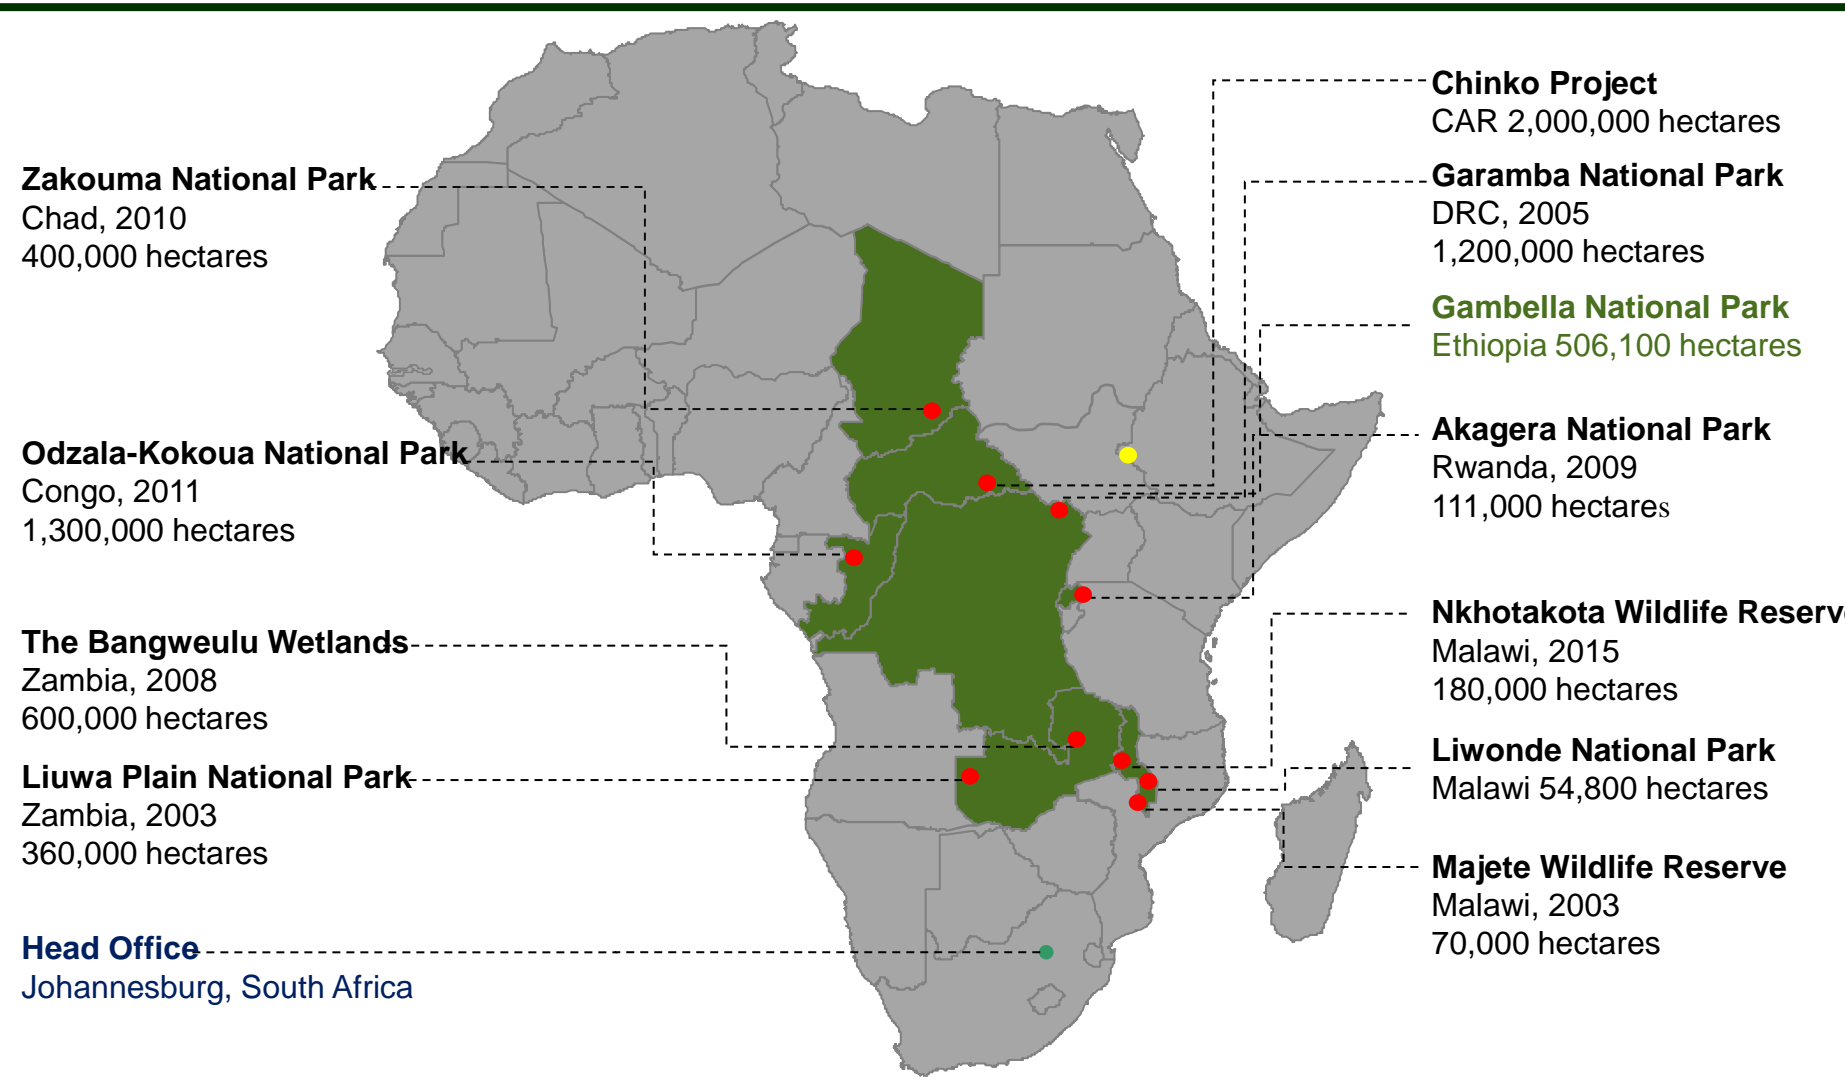 Zakouma National Park
Chad, 2010
400,000 hectares
Odzala-Kokoua National Park
Congo, 2011
1,300,000 hectares
The Bangweulu Wetlands
Zambia, 2008
600,000 hectares
Liuwa Plain National Park
Zambia, 2003
360,000 hectares
Head Office
Johannesburg, South Africa
Chinko Project
CAR 2,000,000 hectares
Garamba National Park
DRC, 2005
1,200,000 hectares
Gambella National Park
Ethiopia 506,100 hectares
Akagera National Park
Rwanda, 2009
111,000 hectares
Nkhotakota Wildlife Reserve
Malawi, 2015
180,000 hectares
Liwonde National Park
Malawi 54,800 hectares
Majete Wildlife Reserve
Malawi, 2003
70,000 hectares